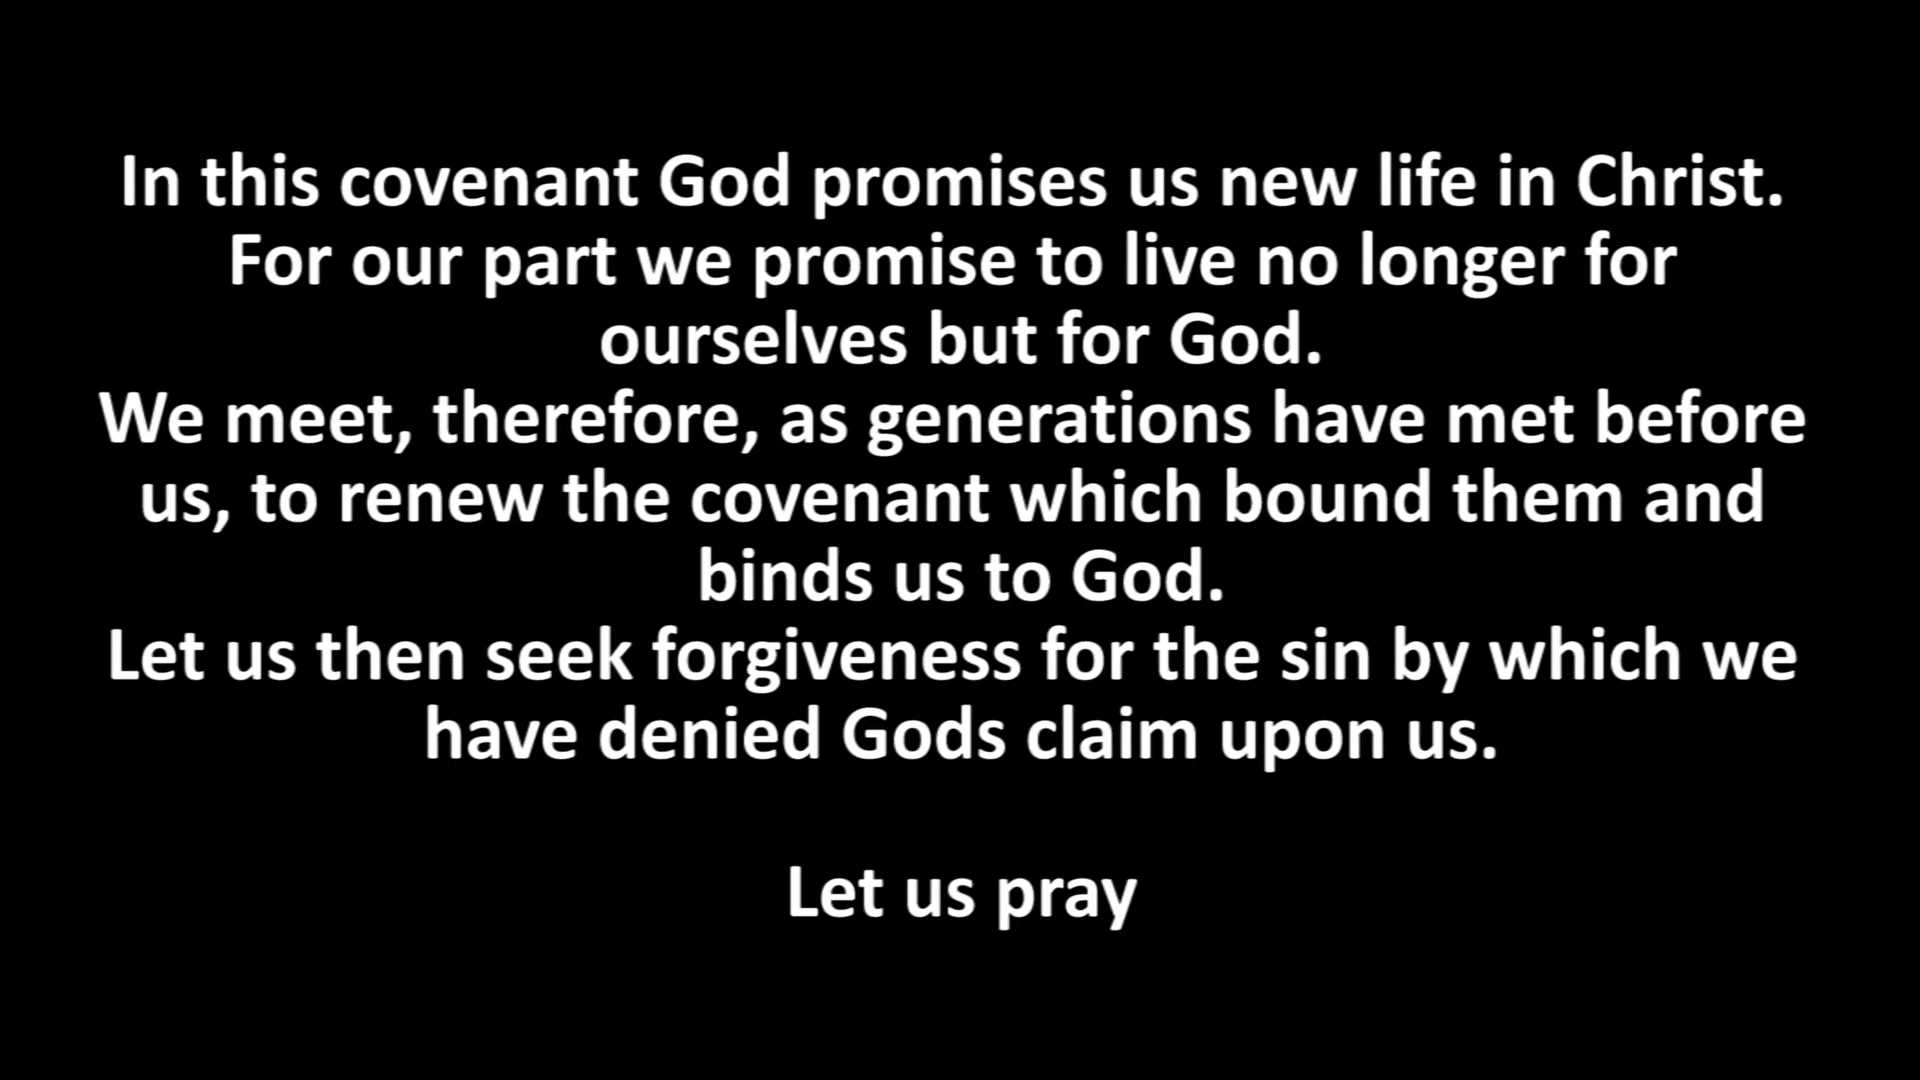 In this covenant God promises us new life in Christ.
For our part we promise to live no longer for
ourselves but for God.
We meet, therefore, as generations have met before
us, to renew the covenant which bound them and
binds us to God.
Let us then seek forgiveness for the sin by which we
have denied Gods claim upon us.
Let us pray